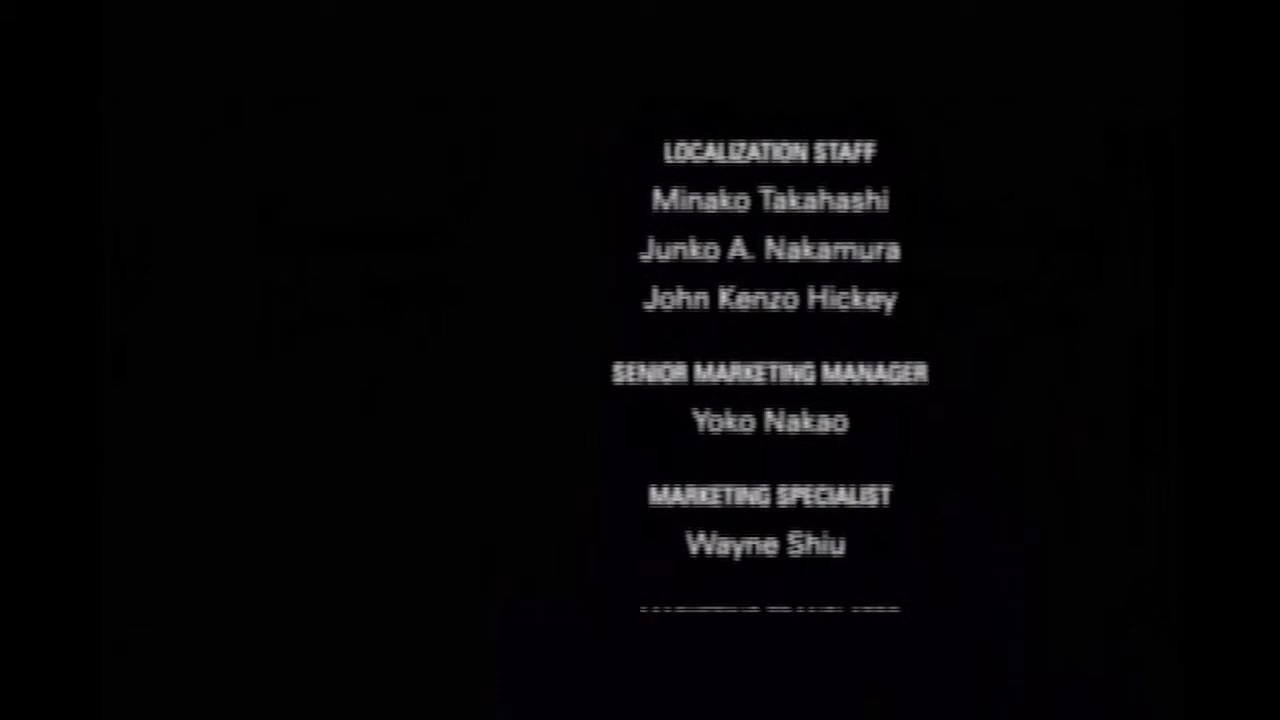 LOCALIZATION STAFF
Minako Takahashi
Junko A. Nakamura
John Kenzo Hickey
SENIOR MARKETING MANAGER
Yoko Nakao
MARKETING SPECIALIST
Wayne Shiu